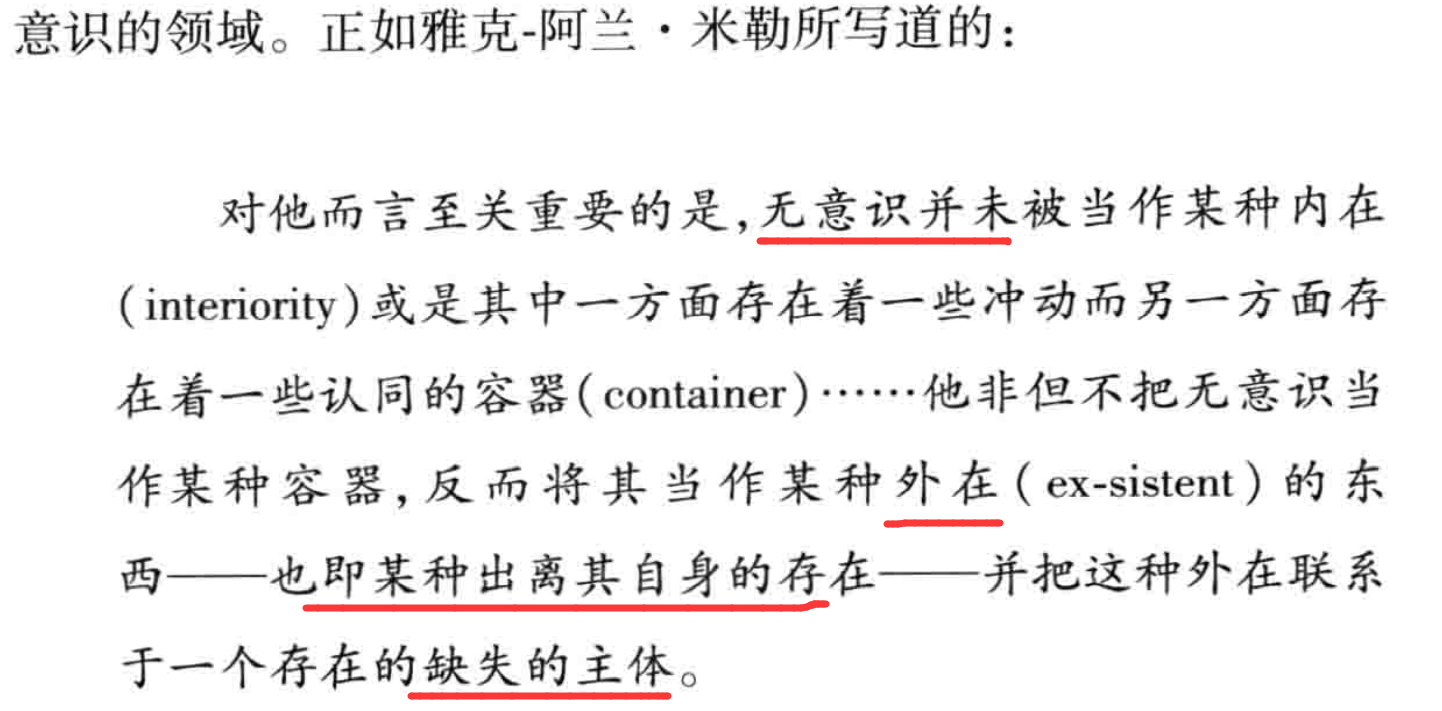 意识的领域。正如雅克-阿兰·米勒所写道的：
对他而言至关重要的是，无意识并未被当作某种内在
（interiority）或是其中一方面存在着一些冲动而另一方面存
在着一些认同的容器（container）……他非但不把无意识当
作某种容器，反而将其当作某种外在（ex-sistent）的东
西——也即某种出离其自身的存在——并把这种外在联系
于一个存在的缺失的主体。